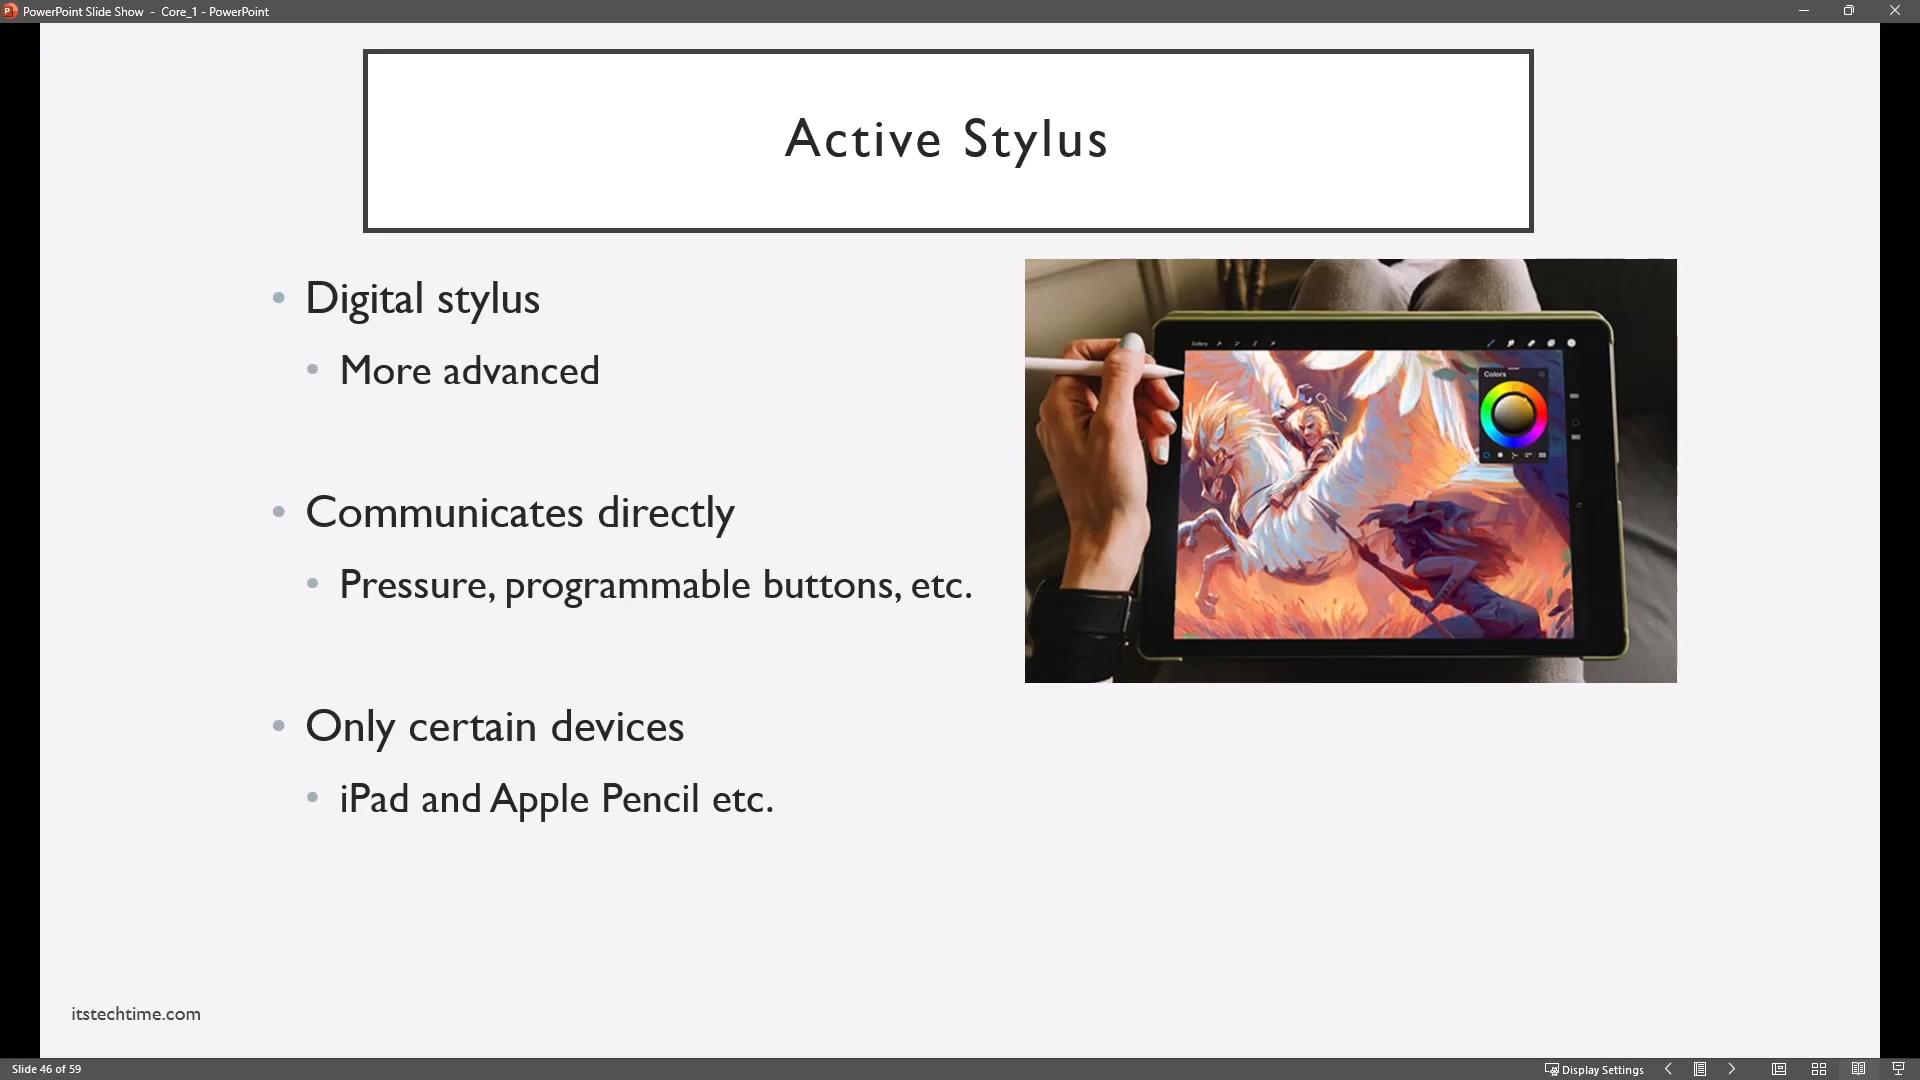 PowerPoint Slide Show - Core_1 - PowerPoint
Active Stylus
Digital stylus
More advanced
Communicates directly
Pressure, programmable buttons, etc.
Only certain devices
iPad and Apple Pencil etc.
Gallery
Colors
itstechtime.com
Slide 46 of 59
Display Settings